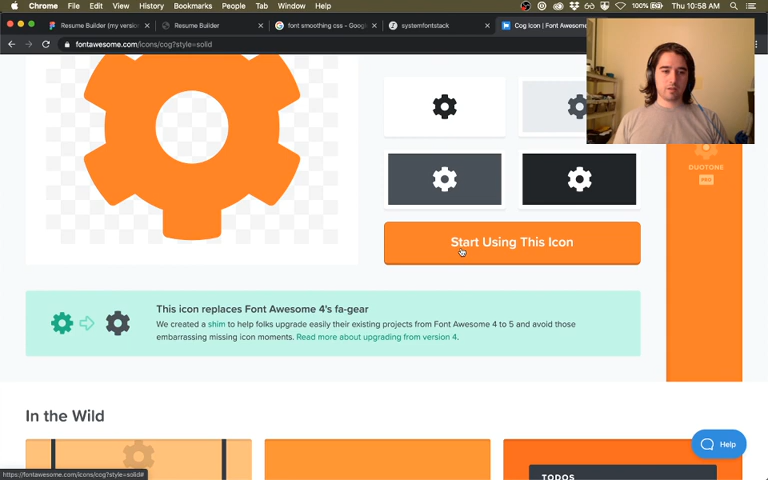 Chrome File Edit View History Bookmarks People Tab Window Help 100% Thu 10:58 AM
Resume Builder (my version Resume Builder font smoothing css - Goog systemfontstack Cog Icon | Font Awesome
fontawesome.com/icons/cog?style=solid
DUOTONE
PRO
Start Using This Icon
This icon replaces Font Awesome 4's fa-gear
We created a shim to help folks upgrade easily their existing projects from Font Awesome 4 to 5 and avoid those
embarrassing missing icon moments. Read more about upgrading from version 4.
In the Wild
Help
TODOS
https://fontawesome.com/icons/cog?style=solid#